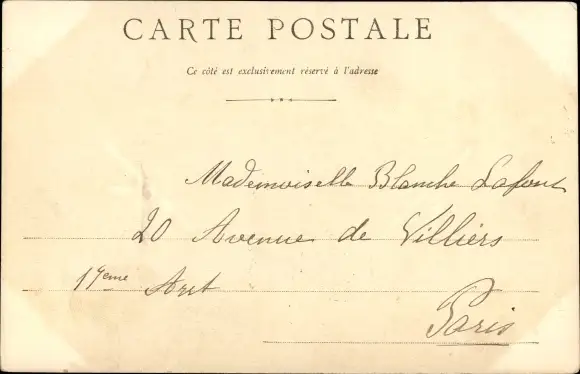 CARTE POSTALE
Ce côté est exclusivement réservé à l'adresse
Mademoiselle Blanche Lafont
20 Avenue de Villiers
17eme Arrt
Paris